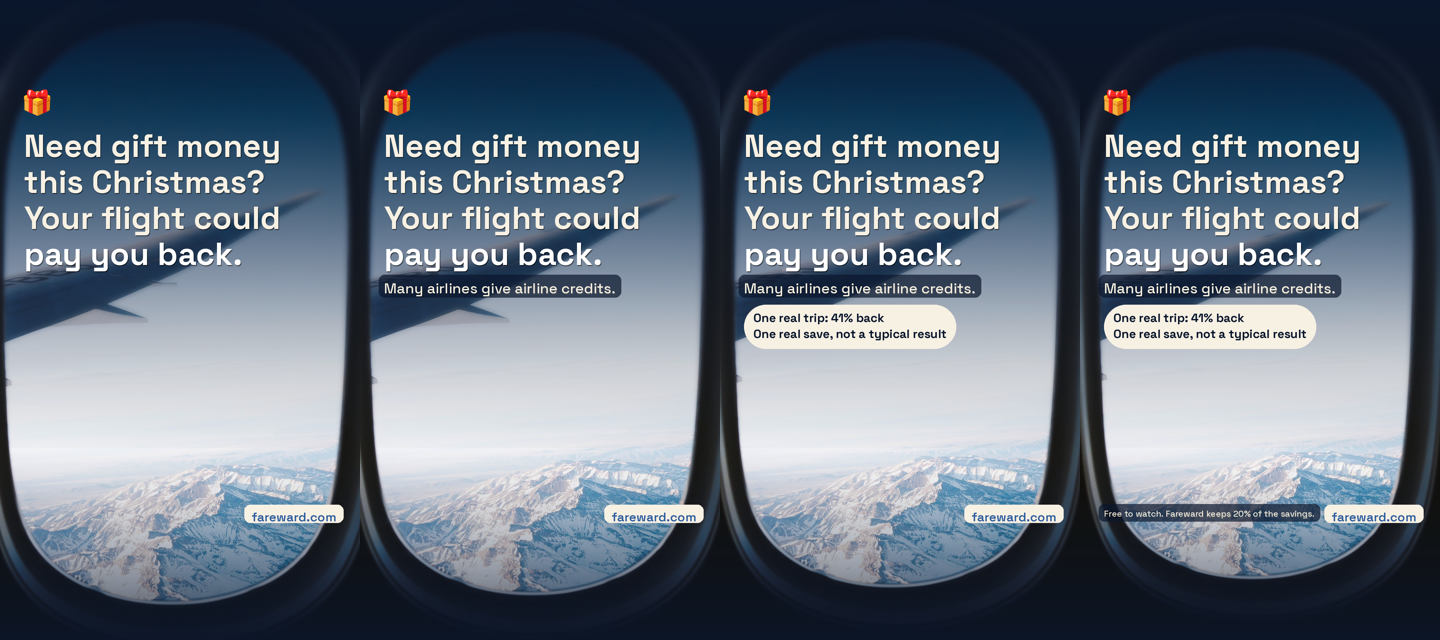 Need gift money
this Christmas?
Your flight could
pay you back.
fareward.com
Need gift money
this Christmas?
Your flight could
pay you back.
Many airlines give airline credits.
fareward.com
Need gift money
this Christmas?
Your flight could
pay you back.
Many airlines give airline credits.
One real trip: 41% back
One real save, not a typical result
fareward.com
Need gift money
this Christmas?
Your flight could
pay you back.
Many airlines give airline credits.
One real trip: 41% back
One real save, not a typical result
Free to watch. Fareward keeps 20% of the savings.
fareward.com